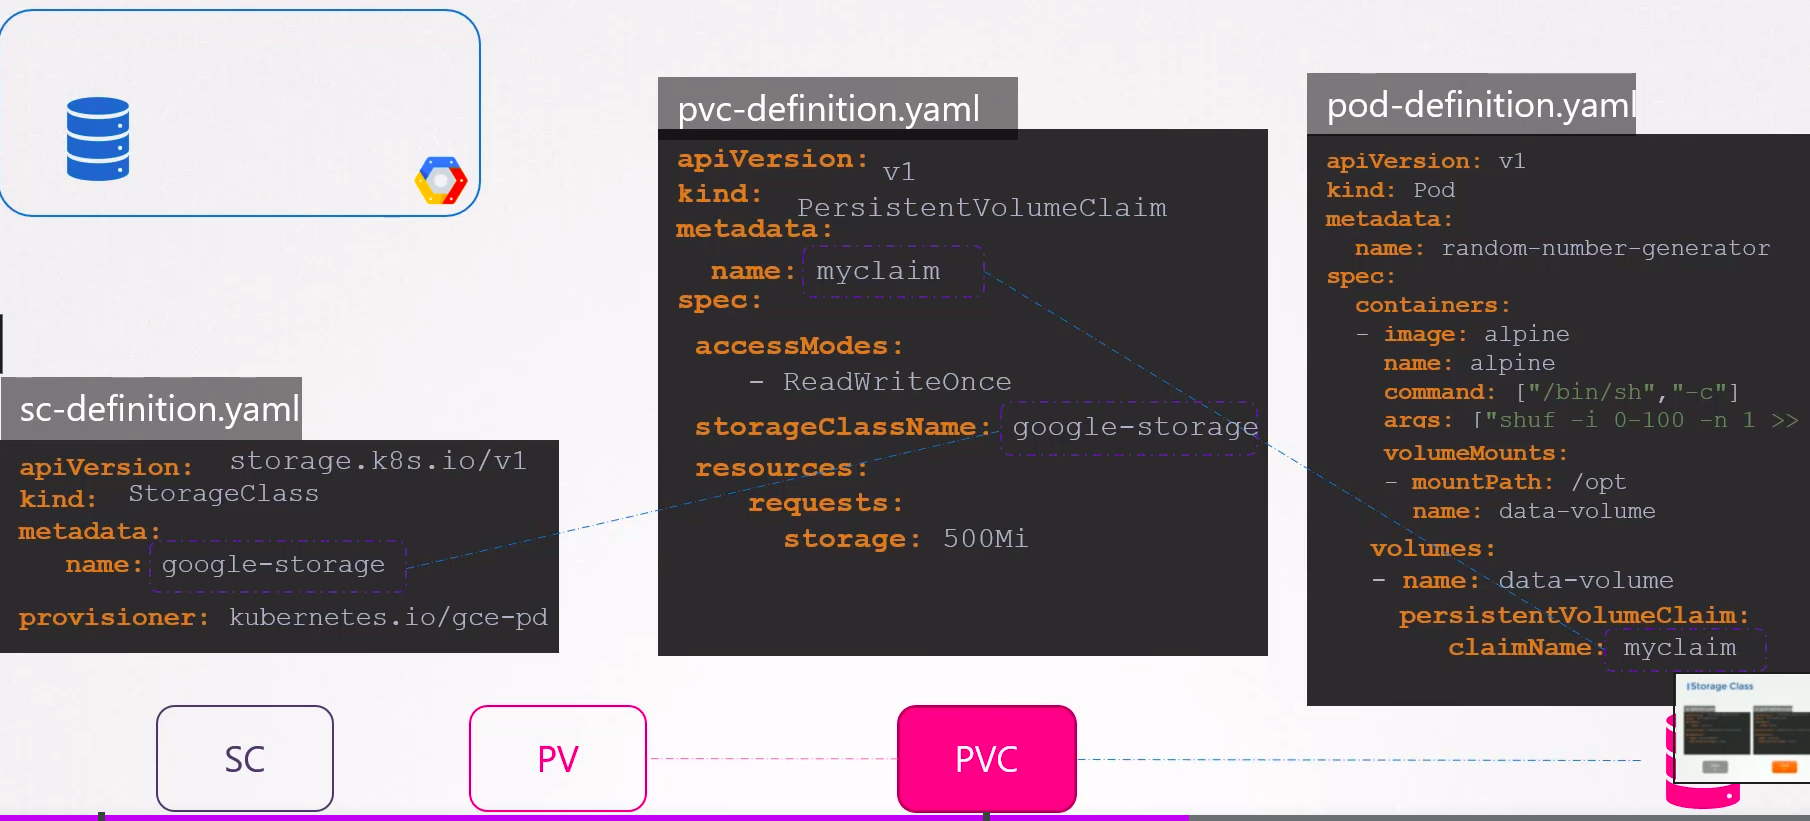 sc-definition.yaml
apiVersion: storage.k8s.io/v1
kind: StorageClass
metadata:
name: google-storage
provisioner: kubernetes.io/gce-pd
pvc-definition.yaml
apiVersion: v1
kind: PersistentVolumeClaim
metadata:
name: myclaim
spec:
accessModes:
- ReadWriteOnce
storageClassName: google-storage
resources:
requests:
storage: 500Mi
pod-definition.yaml
apiVersion: v1
kind: Pod
metadata:
name: random-number-generator
spec:
containers:
- image: alpine
name: alpine
command: ["/bin/sh","-c"]
args: ["shuf -i 0-100 -n 1 >>
volumeMounts:
- mountPath: /opt
name: data-volume
volumes:
- name: data-volume
persistentVolumeClaim:
claimName: myclaim
SC
PV
PVC
Storage Class